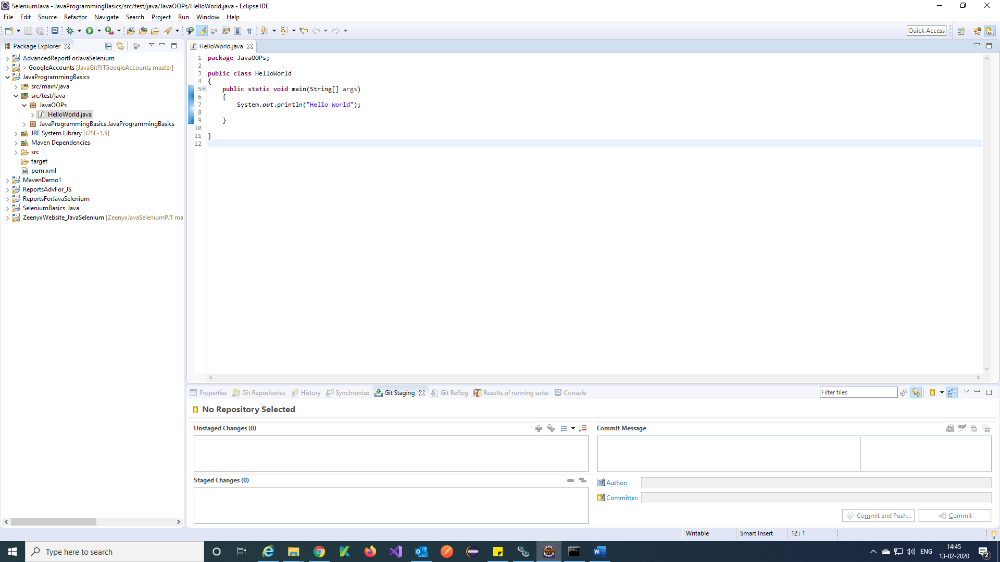 SeleniumJava - JavaProgrammingBasics/src/test/java/JavaOOPs/HelloWorld.java - Eclipse IDE
File Edit Source Refactor Navigate Search Project Run Window Help
Quick Access
Package Explorer
AdvancedReportForJavaSelenium
> GoogleAccounts [JavaGitPJTGoogleAccounts master]
JavaProgrammingBasics
src/main/java
src/test/java
JavaOOPs
HelloWorld.java
JavaProgrammingBasics.JavaProgrammingBasics
JRE System Library [J2SE-1.5]
Maven Dependencies
src
target
pom.xml
MavenDemo1
ReportsAdvFor_JS
ReportsForJavaSelenium
SeleniumBasics_Java
ZeenyxWebsite_JavaSelenium [ZeenyxJavaSeleniumPJT ma
HelloWorld.java
1 package JavaOOPs;
2
3 public class HelloWorld
4 {
5 public static void main(String[] args)
6 {
7 System.out.println("Hello World");
8
9 }
10
11 }
12
Properties Git Repositories History Synchronize Git Staging Git Reflog Results of running suite Console
Filter files
No Repository Selected
Unstaged Changes (0)
Staged Changes (0)
Commit Message
Author:
Committer:
Commit and Push... Commit
Writable Smart Insert 12 : 1
Type here to search
ENG
14:45
13-02-2020
2